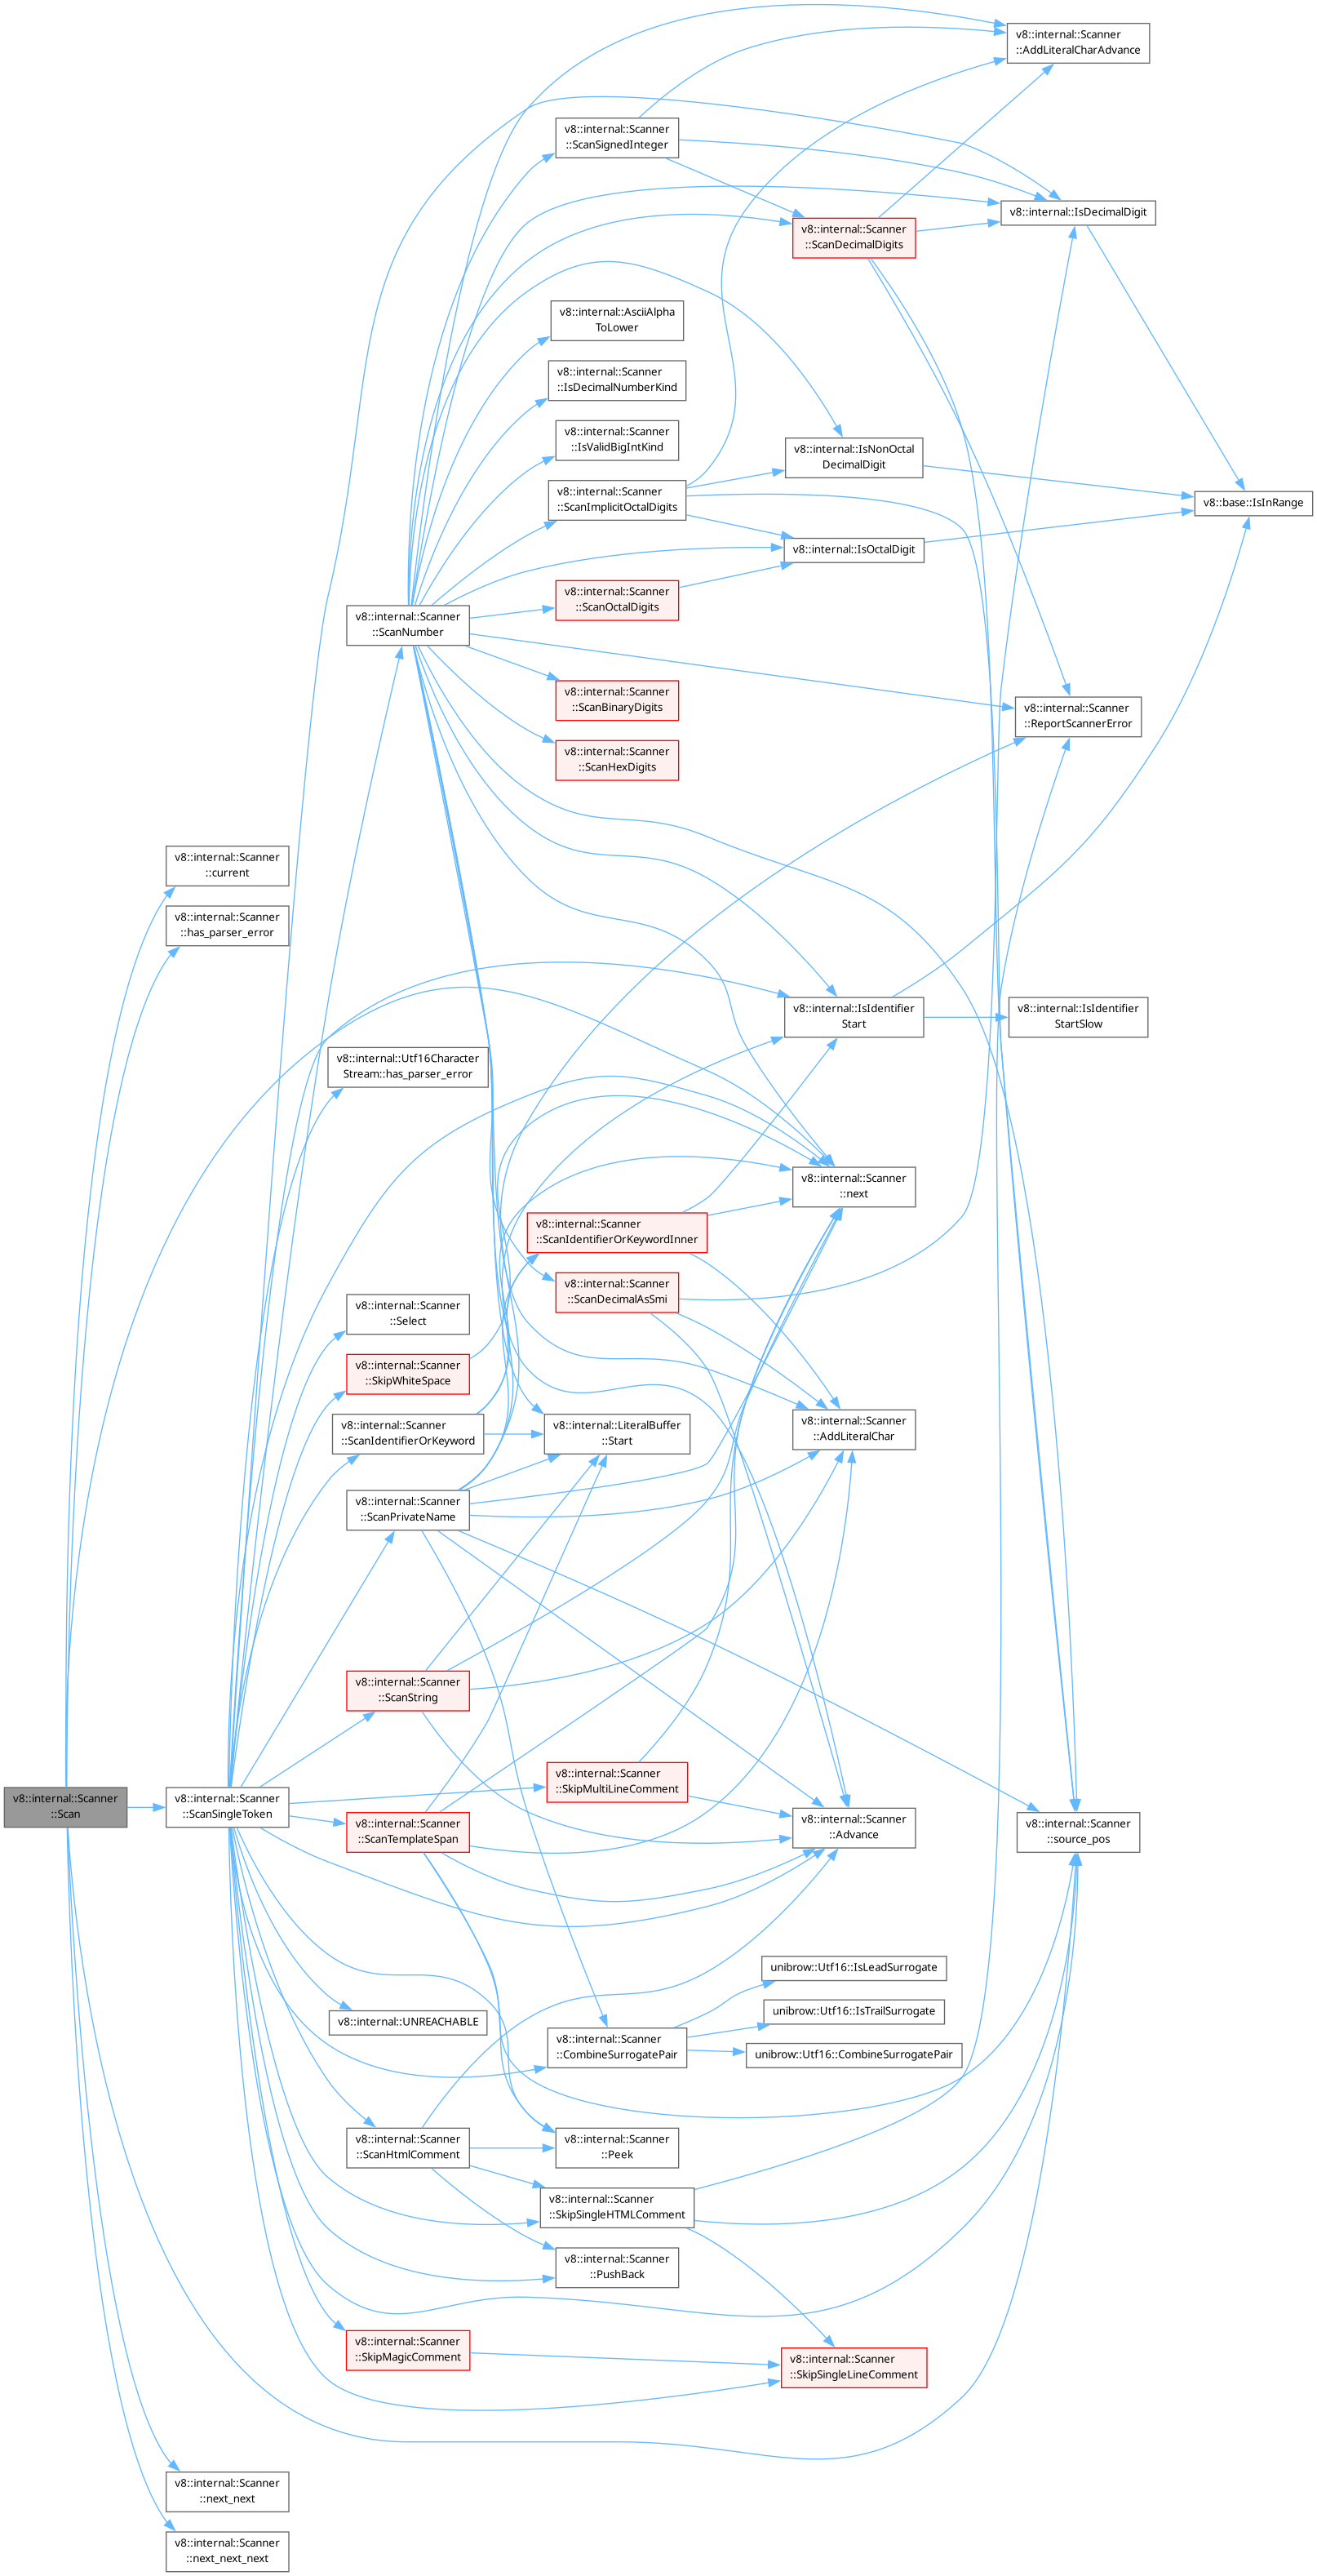 v8::internal::Scanner
::AddLiteralCharAdvance
v8::internal::Scanner
::ScanSignedInteger
v8::internal::IsDecimalDigit
v8::internal::Scanner
::ScanDecimalDigits
v8::internal::AsciiAlpha
ToLower
v8::internal::Scanner
::IsDecimalNumberKind
v8::internal::Scanner
::IsValidBigIntKind
v8::internal::IsNonOctal
DecimalDigit
v8::internal::Scanner
::ScanImplicitOctalDigits
v8::base::IsInRange
v8::internal::IsOctalDigit
v8::internal::Scanner
::ScanOctalDigits
v8::internal::Scanner
::ScanNumber
v8::internal::Scanner
::ScanBinaryDigits
v8::internal::Scanner
::ReportScannerError
v8::internal::Scanner
::ScanHexDigits
v8::internal::Scanner
::current
v8::internal::Scanner
::has_parser_error
v8::internal::IsIdentifier
Start
v8::internal::IsIdentifier
StartSlow
v8::internal::Utf16Character
Stream::has_parser_error
v8::internal::Scanner
::next
v8::internal::Scanner
::ScanIdentifierOrKeywordInner
v8::internal::Scanner
::ScanDecimalAsSmi
v8::internal::Scanner
::Select
v8::internal::Scanner
::SkipWhiteSpace
v8::internal::Scanner
::ScanIdentifierOrKeyword
v8::internal::LiteralBuffer
::Start
v8::internal::Scanner
::AddLiteralChar
v8::internal::Scanner
::ScanPrivateName
v8::internal::Scanner
::ScanString
v8::internal::Scanner
::SkipMultiLineComment
v8::internal::Scanner
::Scan
v8::internal::Scanner
::ScanSingleToken
v8::internal::Scanner
::ScanTemplateSpan
v8::internal::Scanner
::Advance
v8::internal::Scanner
::source_pos
unibrow::Utf16::IsLeadSurrogate
unibrow::Utf16::IsTrailSurrogate
v8::internal::UNREACHABLE
v8::internal::Scanner
::CombineSurrogatePair
unibrow::Utf16::CombineSurrogatePair
v8::internal::Scanner
::ScanHtmlComment
v8::internal::Scanner
::Peek
v8::internal::Scanner
::SkipSingleHTMLComment
v8::internal::Scanner
::PushBack
v8::internal::Scanner
::SkipMagicComment
v8::internal::Scanner
::SkipSingleLineComment
v8::internal::Scanner
::next_next
v8::internal::Scanner
::next_next_next